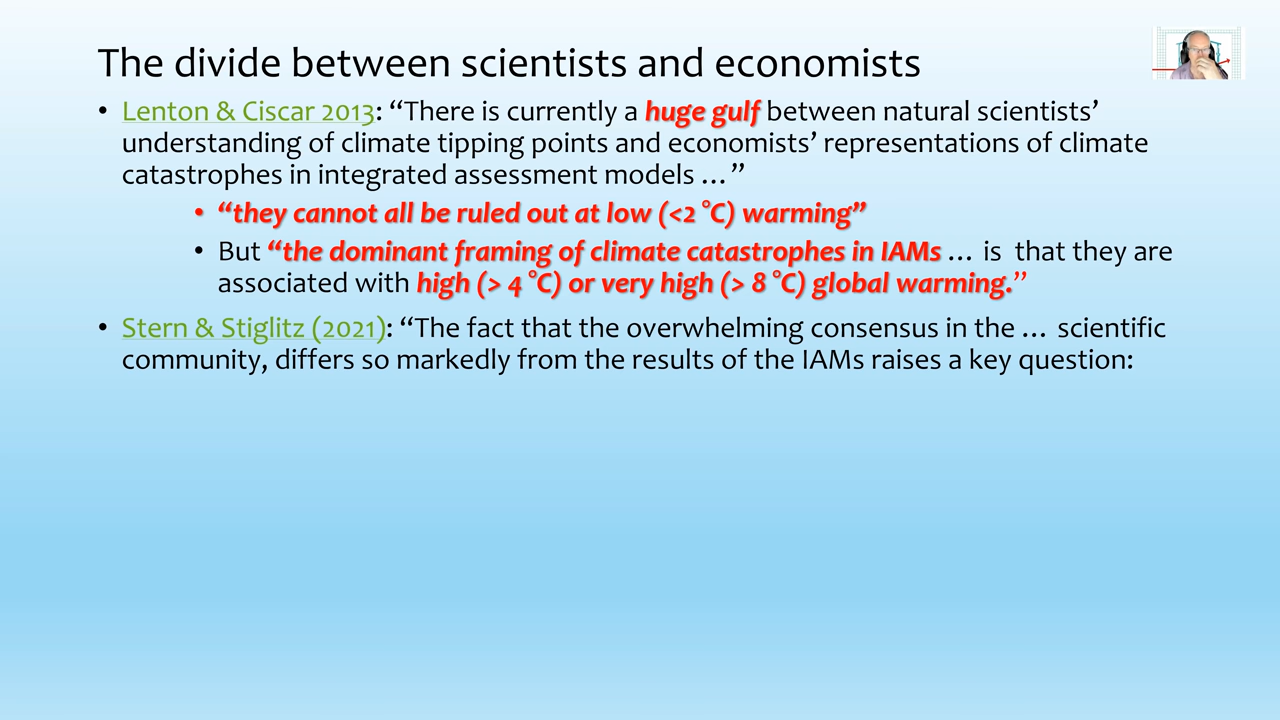 The divide between scientists and economists
• Lenton & Ciscar 2013: “There is currently a huge gulf between natural scientists’
understanding of climate tipping points and economists’ representations of climate
catastrophes in integrated assessment models …”
• “they cannot all be ruled out at low (<2 °C) warming”
• But “the dominant framing of climate catastrophes in IAMs … is that they are
associated with high (> 4 °C) or very high (> 8 °C) global warming.”
• Stern & Stiglitz (2021): “The fact that the overwhelming consensus in the … scientific
community, differs so markedly from the results of the IAMs raises a key question: